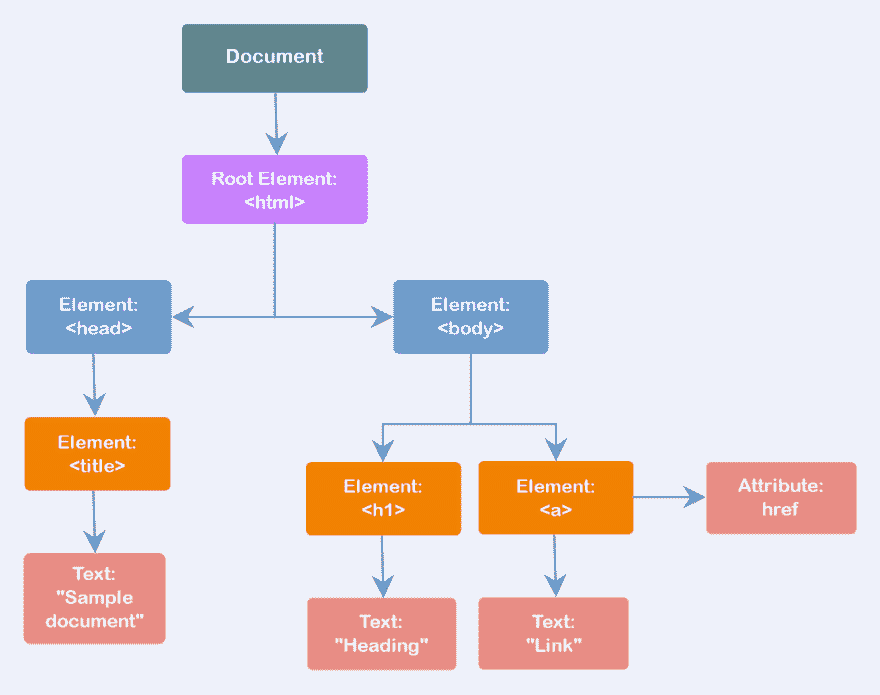 Document
Root Element:
<html>
Element:
<head>
Element:
<body>
Element:
<title>
Element:
<h1>
Element:
<a>
Attribute:
href
Text:
"Sample
document"
Text:
"Heading"
Text:
"Link"